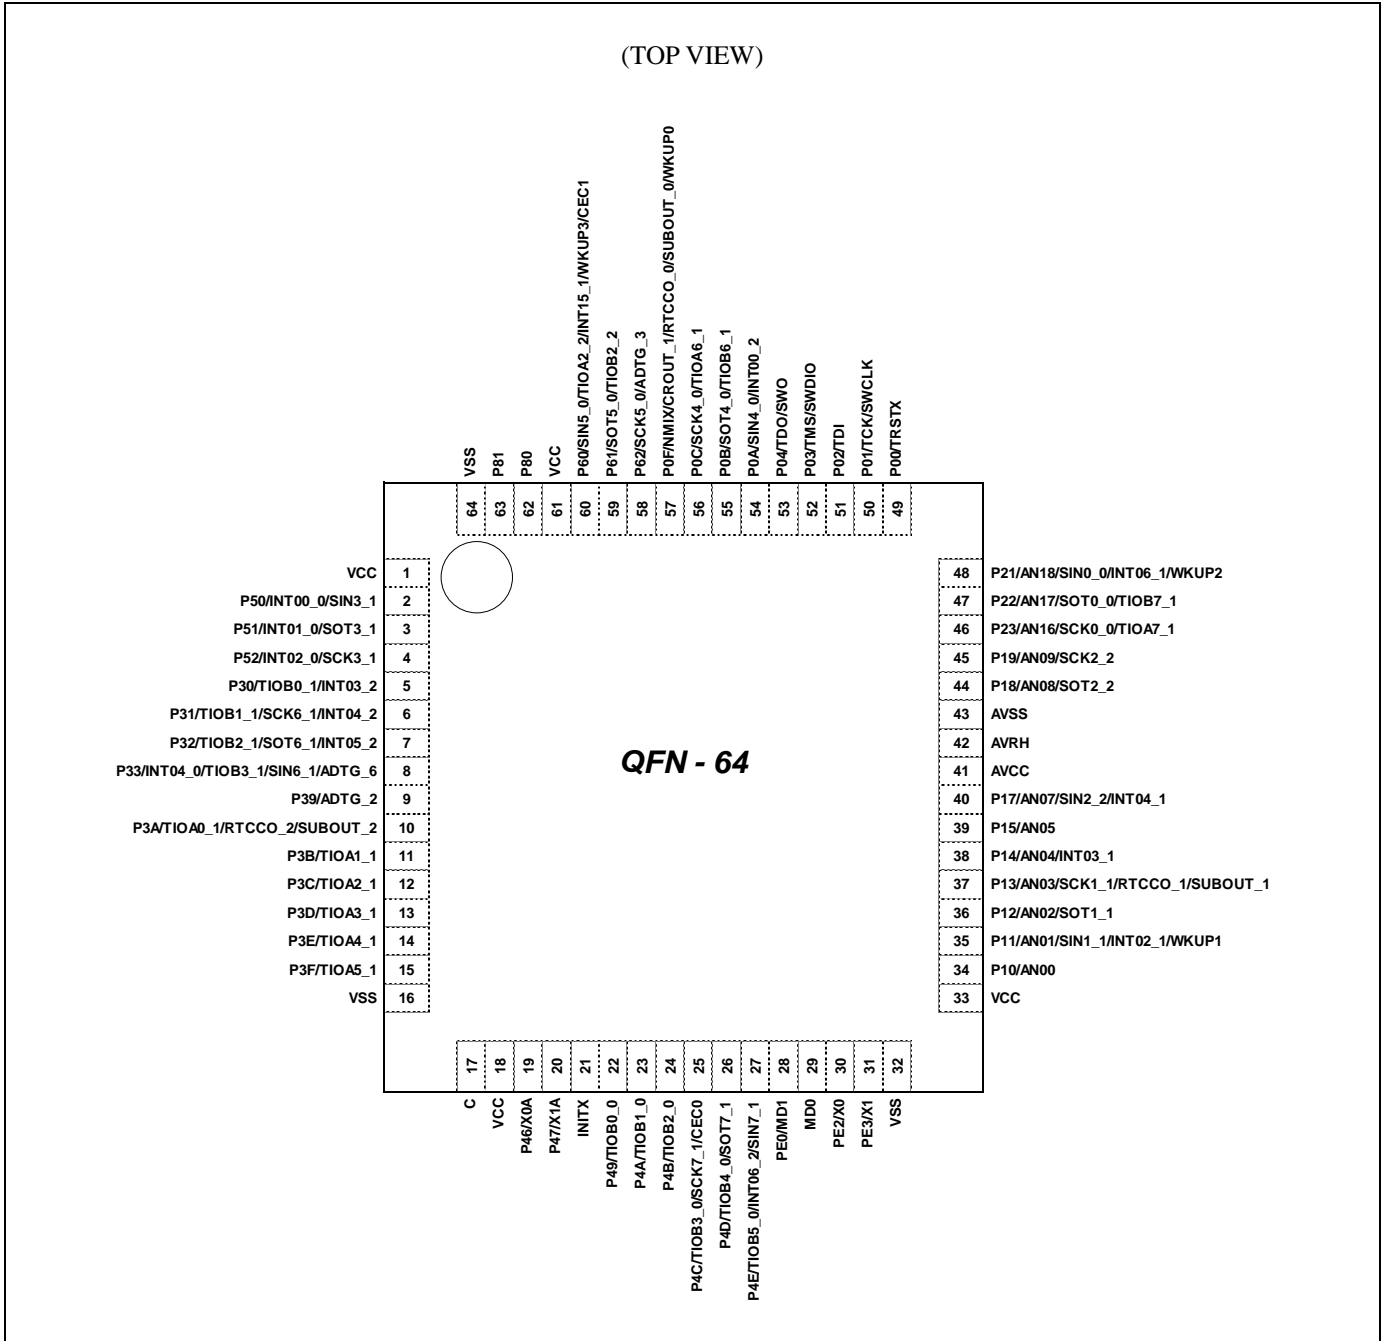 (TOP VIEW)
VSS
P81
P80
VCC
P60/SIN5_0/TIOA2_2/INT15_1/WKUP3/CEC1
P61/SOT5_0/TIOB2_2
P62/SCK5_0/ADTG_3
P0F/NMIX/CROUT_1/RTCCO_0/SUBOUT_0/WKUP0
P0C/SCK4_0/TIOA6_1
P0B/SOT4_0/TIOB6_1
P0A/SIN4_0/INT00_2
P04/TDO/SWO
P03/TMS/SWDIO
P02/TDI
P01/TCK/SWCLK
P00/TRSTX
64
63
62
61
60
59
58
57
56
55
54
53
52
51
50
49
VCC 1
P50/INT00_0/SIN3_1 2
P51/INT01_0/SOT3_1 3
P52/INT02_0/SCK3_1 4
P30/TIOB0_1/INT03_2 5
P31/TIOB1_1/SCK6_1/INT04_2 6
P32/TIOB2_1/SOT6_1/INT05_2 7
P33/INT04_0/TIOB3_1/SIN6_1/ADTG_6 8
P39/ADTG_2 9
P3A/TIOA0_1/RTCCO_2/SUBOUT_2 10
P3B/TIOA1_1 11
P3C/TIOA2_1 12
P3D/TIOA3_1 13
P3E/TIOA4_1 14
P3F/TIOA5_1 15
VSS 16
QFN - 64
48 P21/AN18/SIN0_0/INT06_1/WKUP2
47 P22/AN17/SOT0_0/TIOB7_1
46 P23/AN16/SCK0_0/TIOA7_1
45 P19/AN09/SCK2_2
44 P18/AN08/SOT2_2
43 AVSS
42 AVRH
41 AVCC
40 P17/AN07/SIN2_2/INT04_1
39 P15/AN05
38 P14/AN04/INT03_1
37 P13/AN03/SCK1_1/RTCCO_1/SUBOUT_1
36 P12/AN02/SOT1_1
35 P11/AN01/SIN1_1/INT02_1/WKUP1
34 P10/AN00
33 VCC
17
18
19
20
21
22
23
24
25
26
27
28
29
30
31
32
C
VCC
P46/X0A
P47/X1A
INITX
P49/TIOB0_0
P4A/TIOB1_0
P4B/TIOB2_0
P4C/TIOB3_0/SCK7_1/CEC0
P4D/TIOB4_0/SOT7_1
P4E/TIOB5_0/INT06_2/SIN7_1
PE0/MD1
MD0
PE2/X0
PE3/X1
VSS